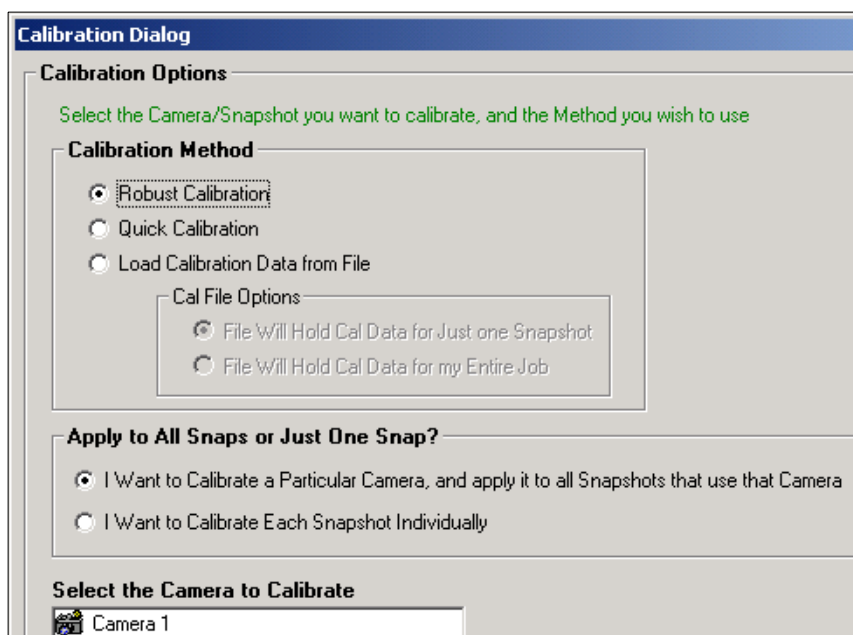 Calibration Dialog
Calibration Options
Select the Camera/Snapshot you want to calibrate, and the Method you wish to use
Calibration Method
Robust Calibration
Quick Calibration
Load Calibration Data from File
Cal File Options
File Will Hold Cal Data for Just one Snapshot
File Will Hold Cal Data for my Entire Job
Apply to All Snaps or Just One Snap?
I Want to Calibrate a Particular Camera, and apply it to all Snapshots that use that Camera
I Want to Calibrate Each Snapshot Individually
Select the Camera to Calibrate
Camera 1